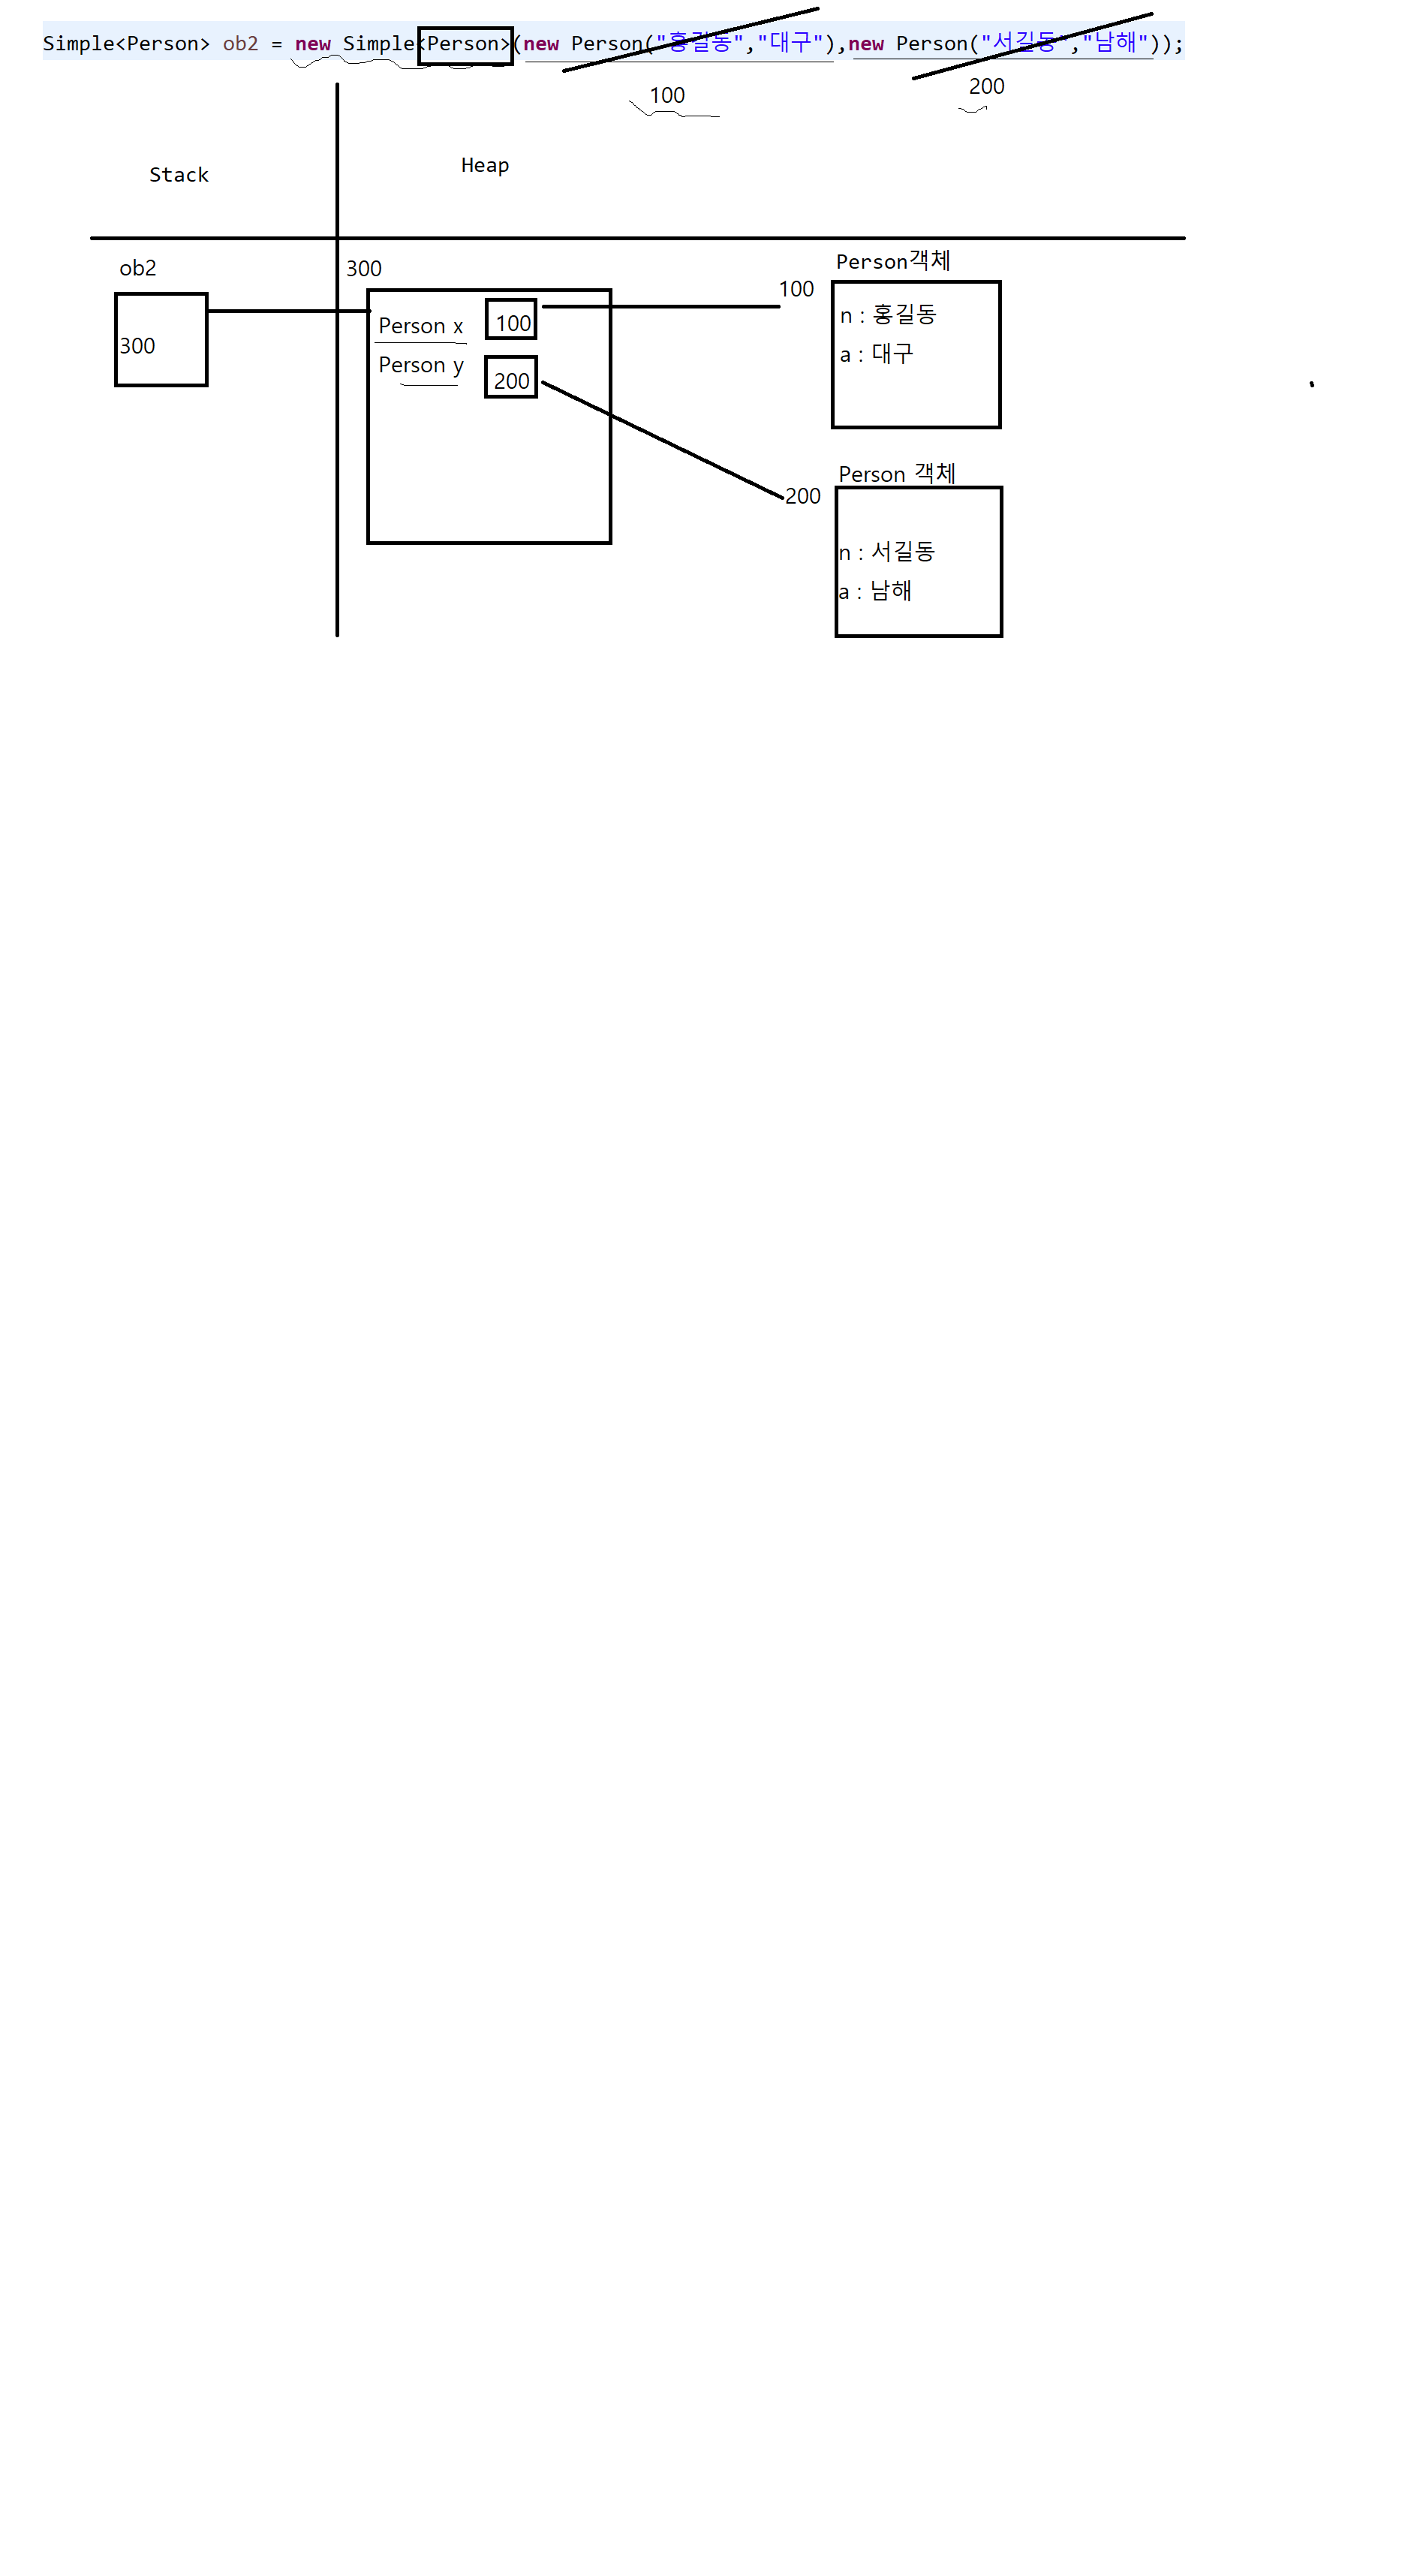 Simple<Person> ob2 = new Simple<Person>(new Person("홍길동","대구"),new Person("서길동","남해"));
100
200
Stack
Heap
ob2
300
300
Person x
100
Person y
200
100
Person객체
n : 홍길동
a : 대구
200
Person 객체
n : 서길동
a : 남해